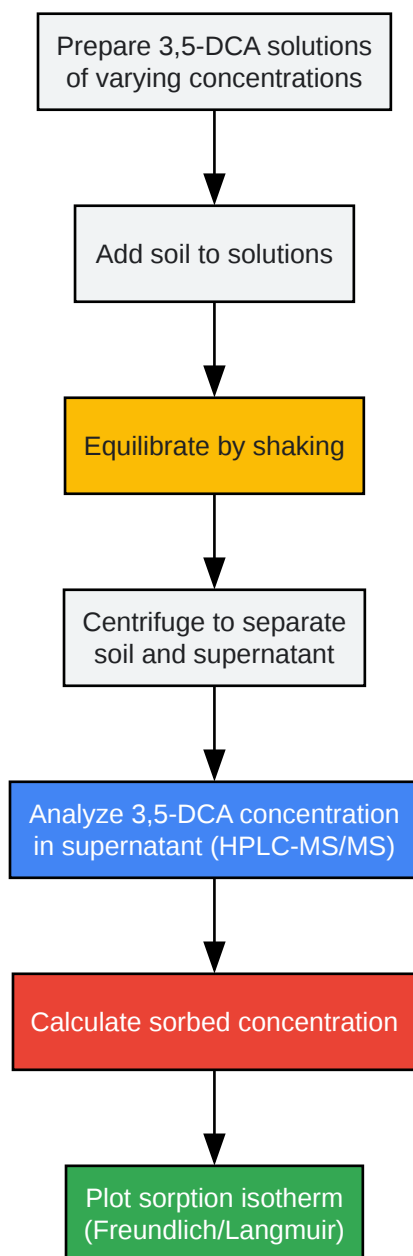 Prepare 3,5-DCA solutions
of varying concentrations
Add soil to solutions
Equilibrate by shaking
Centrifuge to separate
soil and supernatant
Analyze 3,5-DCA concentration
in supernatant (HPLC-MS/MS)
Calculate sorbed concentration
Plot sorption isotherm
(Freundlich/Langmuir)